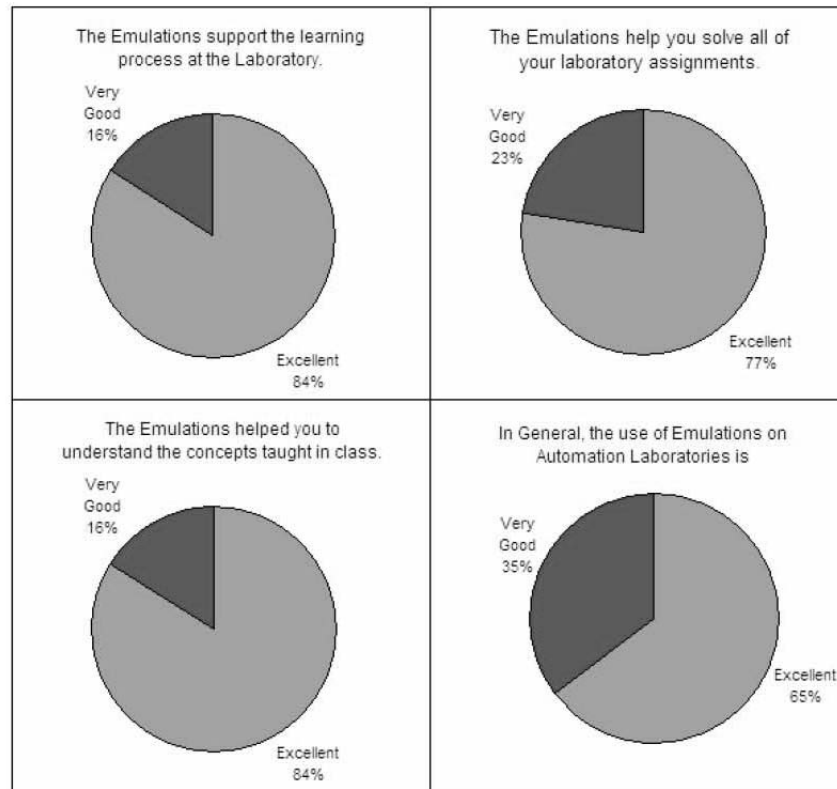 The Emulations support the learning
process at the Laboratory.
Very
Good
16%
Excellent
84%
The Emulations help you solve all of
your laboratory assignments.
Very
Good
23%
Excellent
77%
The Emulations helped you to
understand the concepts taught in class.
Very
Good
16%
Excellent
84%
In General, the use of Emulations on
Automation Laboratories is
Very
Good
35%
Excellent
65%